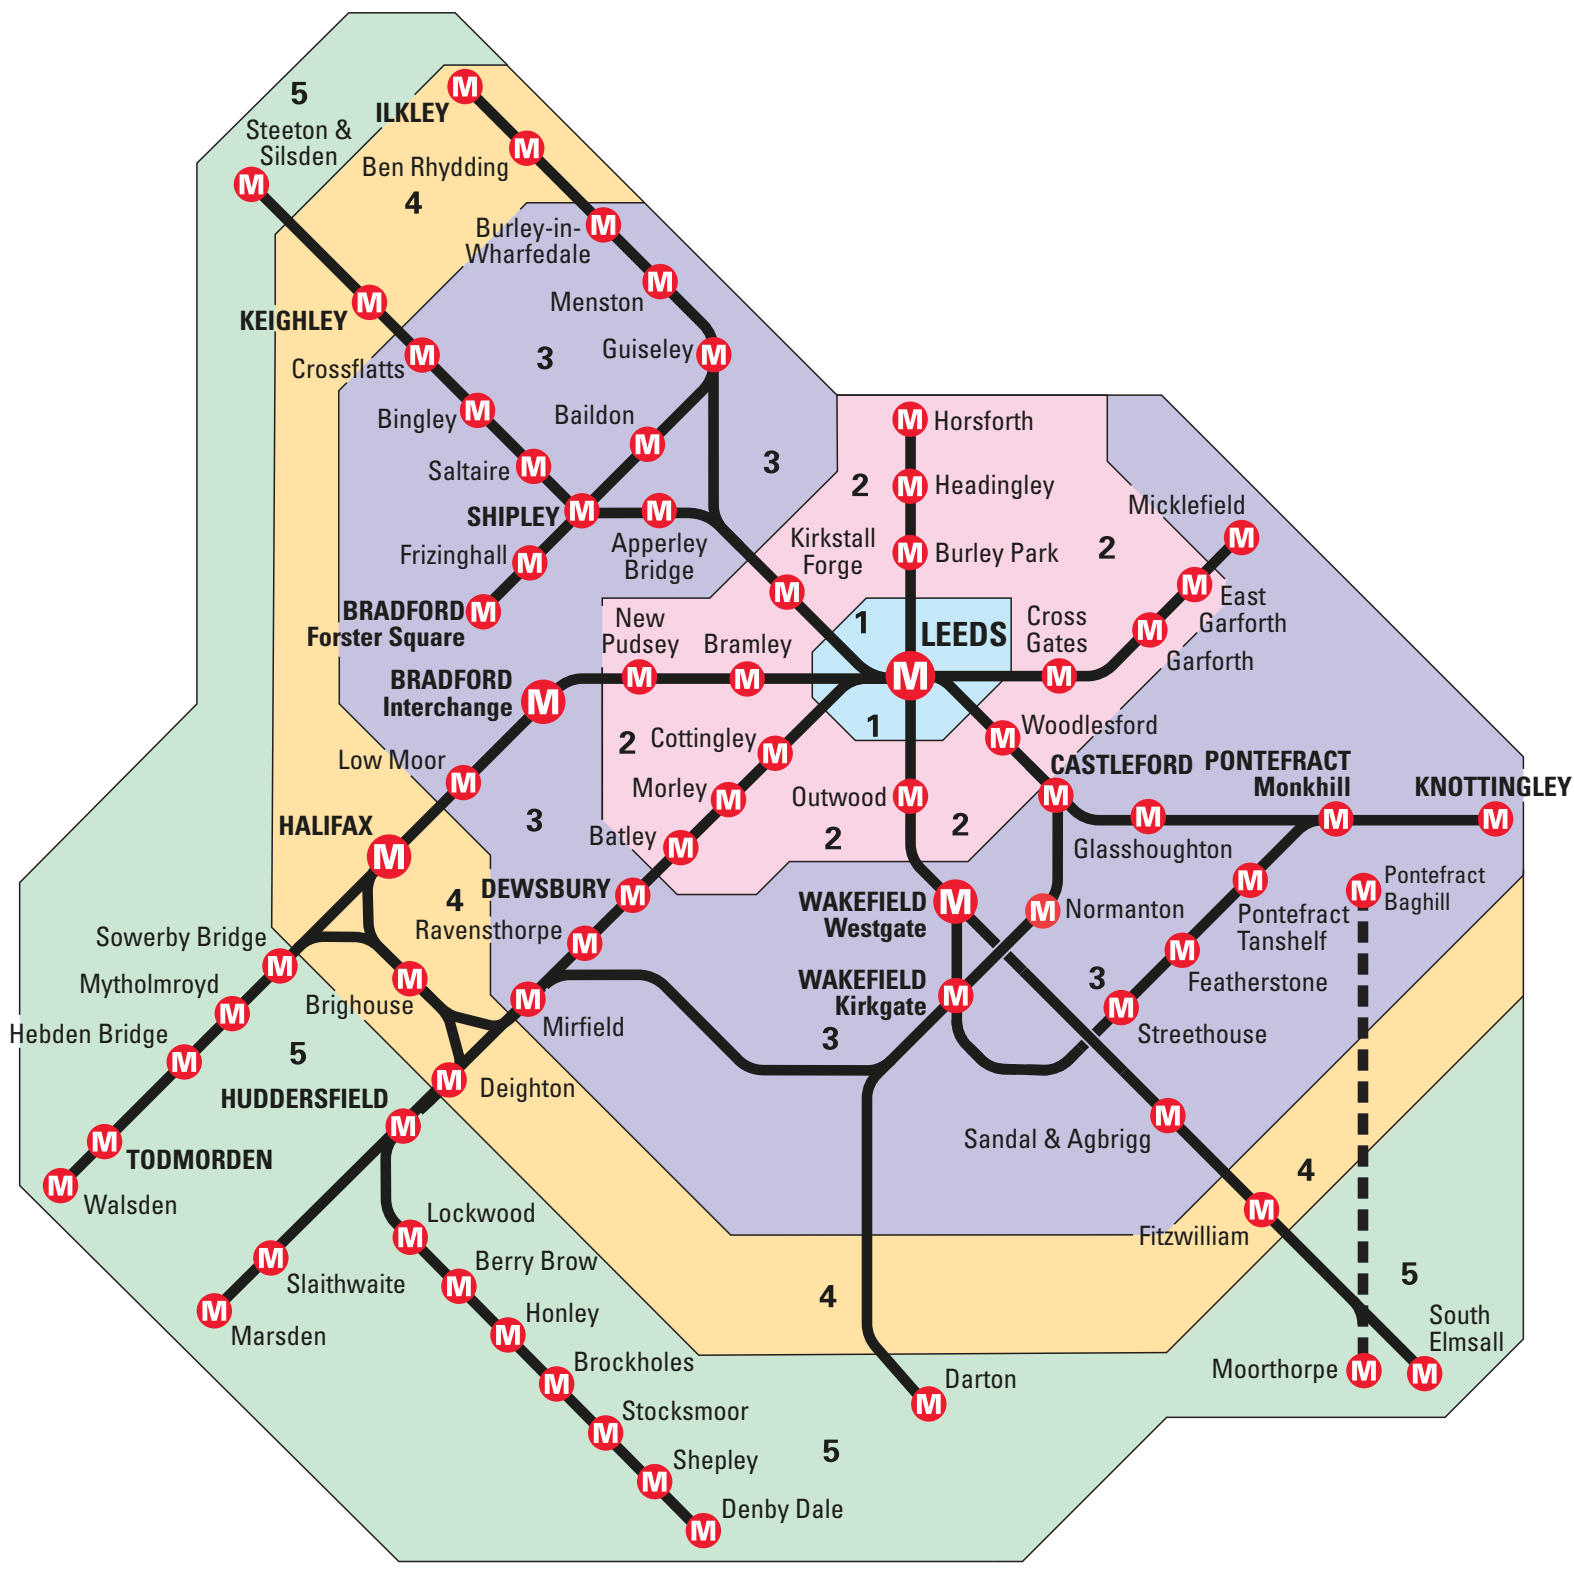 5
Steeton &
Silsden
M
M
ILKLEY
M
Ben Rhydding
4
M
Burley-in-
Wharfedale
M
Menston
M
KEIGHLEY
M
Crossflatts
3
Guiseley
M
M
Bingley
Baildon
M
M
Saltaire
3
M
SHIPLEY
M
M
Apperley
Bridge
Frizinghall
M
BRADFORD
Forster Square
M
M
Horsforth
2
M
Headingley
Kirkstall
Forge
M
M
Burley Park
2
Micklefield
M
M
East
Garforth
M
Garforth
Cross
Gates
M
1
LEEDS
M
1
New
Pudsey
M
Bramley
M
BRADFORD
Interchange
M
2
Cottingley
M
Morley
M
Batley
M
Low Moor
M
HALIFAX
M
3
Outwood
M
2
2
Woodlesford
M
CASTLEFORD
M
PONTEFRACT
Monkhill
M
KNOTTINGLEY
M
M
Glasshoughton
4
DEWSBURY
M
Ravensthorpe
M
WAKEFIELD
Westgate
M
M
Normanton
M
Pontefract
Tanshelf
M
Pontefract
Baghill
M
Featherstone
3
M
Streethouse
WAKEFIELD
Kirkgate
M
3
Sowerby Bridge
M
Mytholmroyd
M
Hebden Bridge
M
M
TODMORDEN
M
Walsden
M
Brighouse
5
M
Mirfield
M
Deighton
HUDDERSFIELD
M
Sandal & Agbrigg
M
4
M
Fitzwilliam
M
Slaithwaite
M
Marsden
Lockwood
M
Berry Brow
M
Honley
M
Brockholes
M
Stocksmoor
M
Shepley
M
Denby Dale
M
4
Darton
M
5
5
South
Elmsall
M
Moorthorpe
M